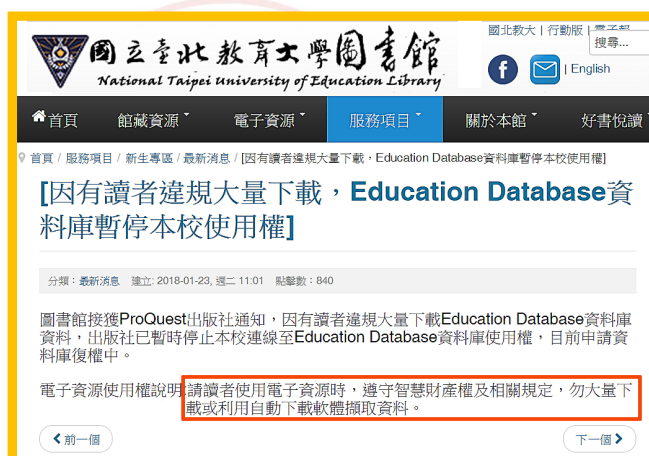 國北教大 | 行動版 | 電子報
搜尋...
國立臺北教育大學圖書館
National Taipei University of Education Library
f | English
首頁 館藏資源 電子資源 服務項目 關於本館 好書悅讀
首頁 / 服務項目 / 新生專區 / 最新消息 / [因有讀者違規大量下載，Education Database資料庫暫停本校使用權]
[因有讀者違規大量下載，Education Database資
料庫暫停本校使用權]
分類：最新消息 建立: 2018-01-23, 週二 11:01 點擊數：840
圖書館接獲ProQuest出版社通知，因有讀者違規大量下載Education Database資料庫
資料，出版社已暫時停止本校連線至Education Database資料庫使用權，目前申請資
料庫復權中。
電子資源使用權說明:請讀者使用電子資源時，遵守智慧財產權及相關規定，勿大量下
載或利用自動下載軟體擷取資料。
前一個 下一個